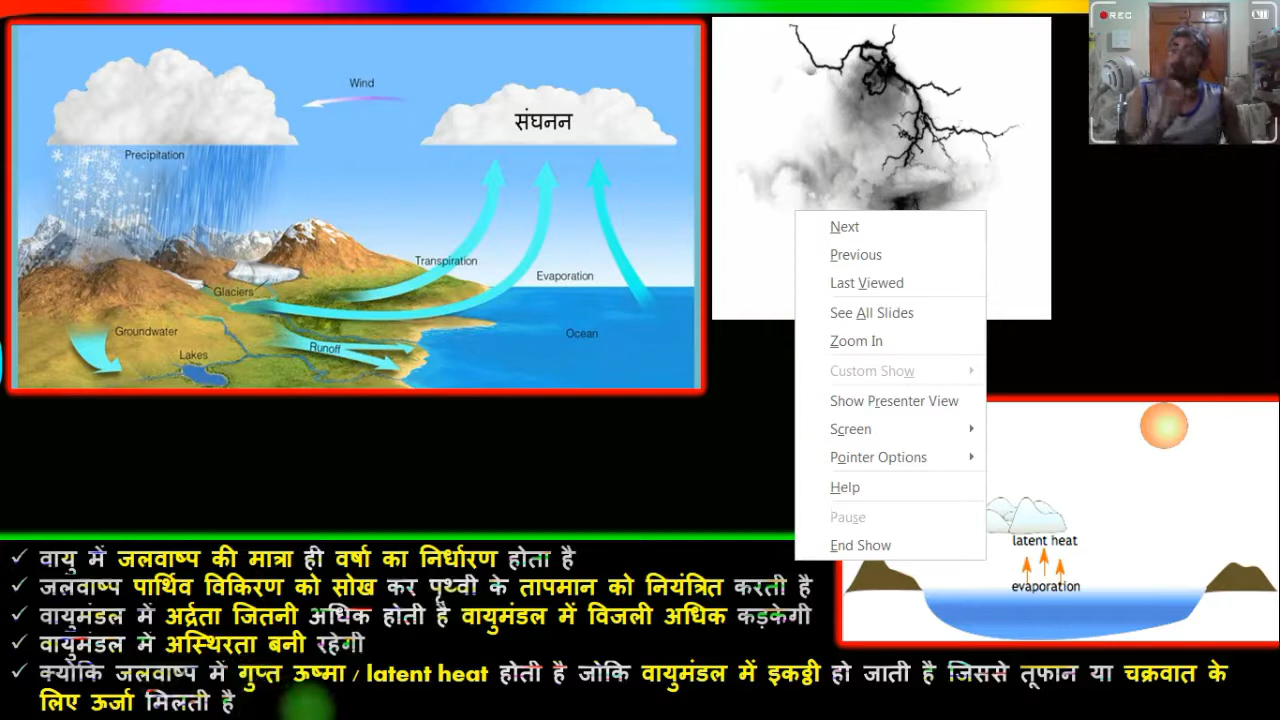 REC
Wind
संघनन
Precipitation
Transpiration
Evaporation
Glaciers
Groundwater
Ocean
Runoff
Lakes
Next
Previous
Last Viewed
See All Slides
Zoom In
Custom Show
Show Presenter View
Screen
Pointer Options
Help
Pause
End Show
latent heat
evaporation
✓ वायु में जलवाष्प की मात्रा ही वर्षा का निर्धारण होता है
✓ जलवाष्प पार्थिव विकिरण को सोख कर पृथ्वी के तापमान को नियंत्रित करती है
✓ वायुमंडल में अर्द्रता जितनी अधिक होती है वायुमंडल में विजली अधिक कड़केगी
✓ वायुमंडल में अस्थिरता बनी रहेगी
✓ क्योकि जलवाष्प में गुप्त ऊष्मा / latent heat होती है जोकि वायुमंडल में इकठ्ठी हो जाती है जिससे तूफान या चक्रवात के
लिए ऊर्जा मिलती है